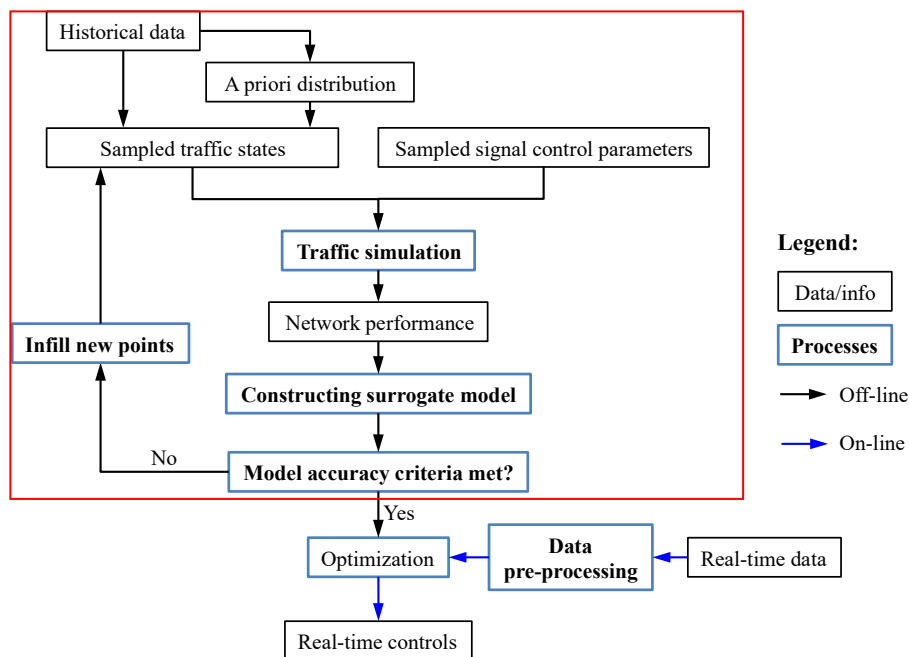 Historical data
A priori distribution
Sampled traffic states
Sampled signal control parameters
Traffic simulation
Network performance
Infill new points
Constructing surrogate model
No
Model accuracy criteria met?
Yes
Optimization
Data
pre-processing
Real-time data
Real-time controls
Legend:
Data/info
Processes
Off-line
On-line